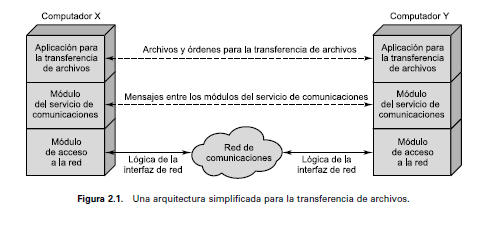 Computador X
Computador Y
Aplicación para
la transferencia
de archivos
Archivos y órdenes para la transferencia de archivos
Aplicación para
la transferencia
de archivos
Módulo
del servicio de
comunicaciones
Mensajes entre los módulos del servicio de comunicaciones
Módulo
del servicio de
comunicaciones
Módulo
de acceso
a la red
Lógica de la
interfaz de red
Red de
comunicaciones
Lógica de la
interfaz de red
Módulo
de acceso
a la red
Figura 2.1. Una arquitectura simplificada para la transferencia de archivos.